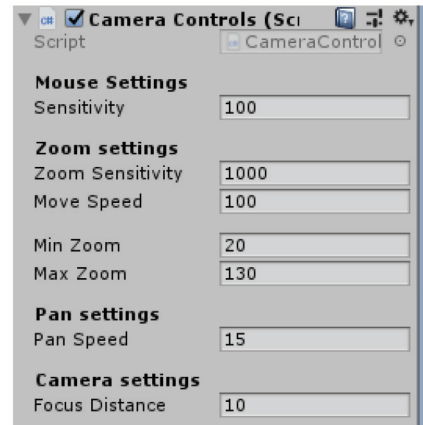 Camera Controls (Scr
Script CameraControl
Mouse Settings
Sensitivity 100
Zoom settings
Zoom Sensitivity 1000
Move Speed 100
Min Zoom 20
Max Zoom 130
Pan settings
Pan Speed 15
Camera settings
Focus Distance 10